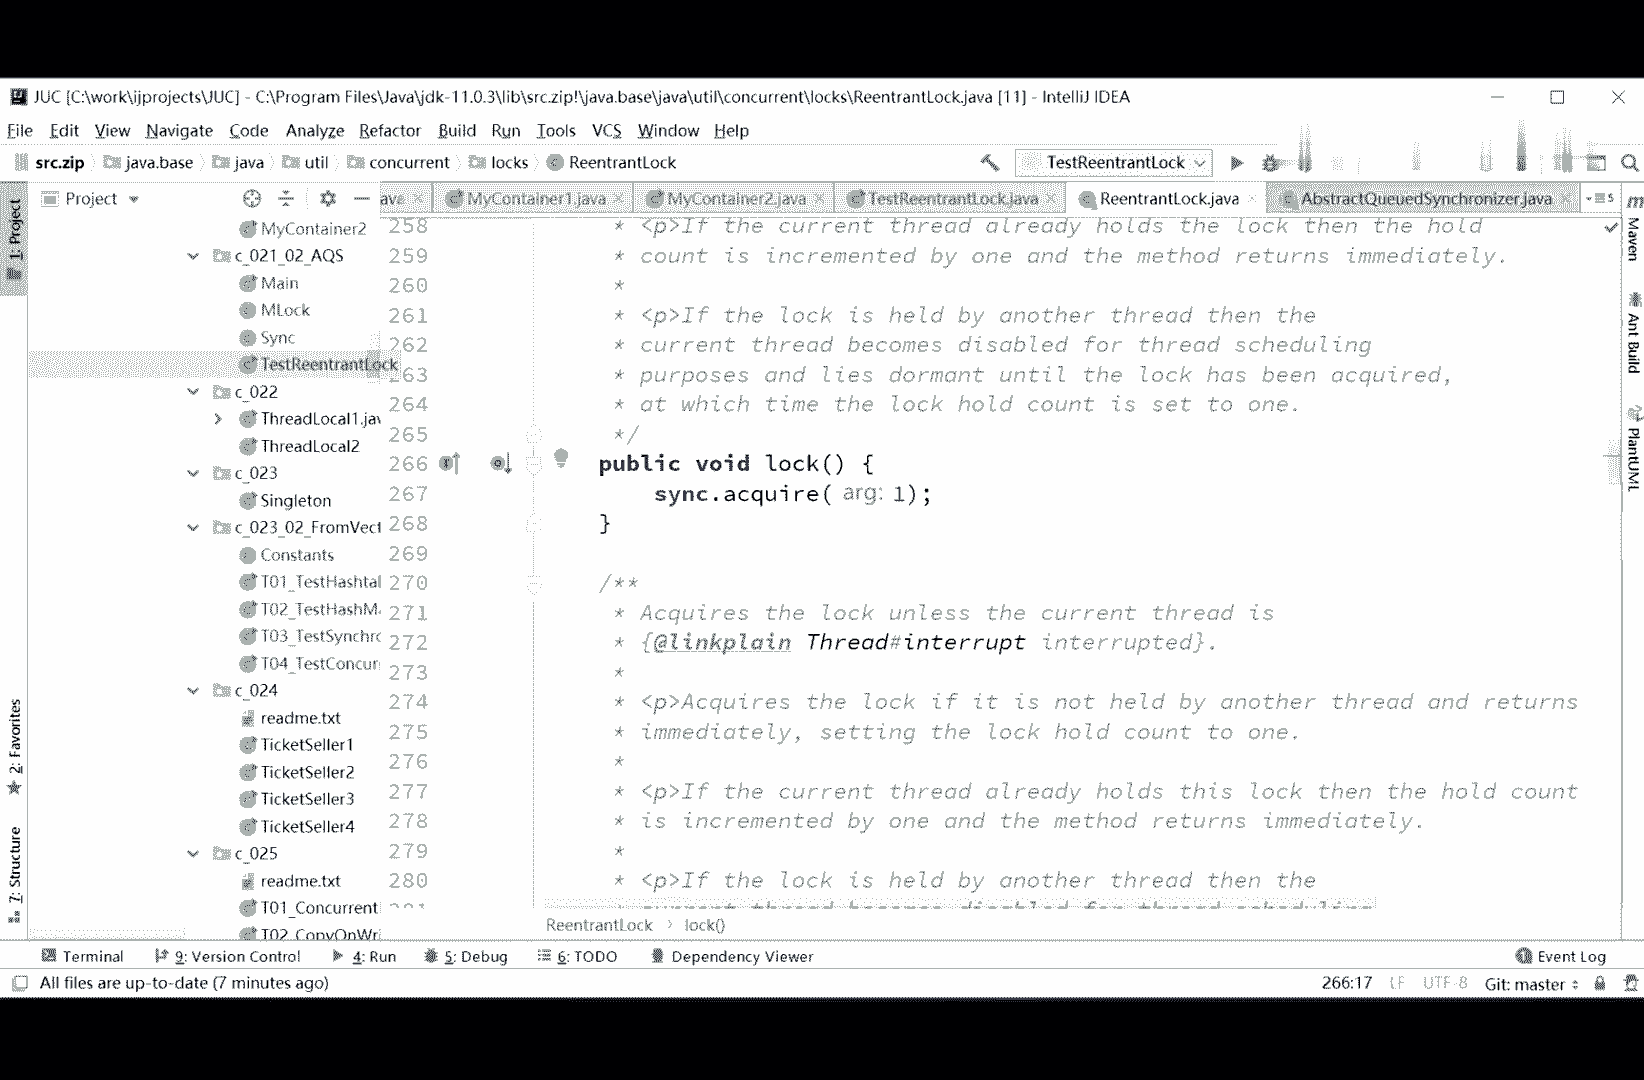 JUC [C:\work\ijprojects\JUC] - C:\Program Files\Java\jdk-11.0.3\lib\src.zip!\java.base\java\util\concurrent\locks\ReentrantLock.java [11] - IntelliJ IDEA
File Edit View Navigate Code Analyze Refactor Build Run Tools VCS Window Help
src.zip java.base java util concurrent locks ReentrantLock TestReentrantLock
Project MyContainer1.java MyContainer2.java TestReentrantLock.java ReentrantLock.java AbstractQueuedSynchronizer.java
1: Project
2: Favorites
7: Structure
MyContainer2
c_021_02_AQS
Main
MLock
Sync
TestReentrantLock
c_022
ThreadLocal1.jav
ThreadLocal2
c_023
Singleton
c_023_02_FromVect
Constants
T01_TestHashtal
T02_TestHashM
T03_TestSynchro
T04_TestConcur
c_024
readme.txt
TicketSeller1
TicketSeller2
TicketSeller3
TicketSeller4
c_025
readme.txt
T01_Concurrent
T02_CopyOnWri
258 * <p>If the current thread already holds the lock then the hold
259 * count is incremented by one and the method returns immediately.
260 *
261 * <p>If the lock is held by another thread then the
262 * current thread becomes disabled for thread scheduling
263 * purposes and lies dormant until the lock has been acquired,
264 * at which time the lock hold count is set to one.
265 */
266 public void lock() {
267 sync.acquire( arg: 1);
268 }
269
270 /**
271 * Acquires the lock unless the current thread is
272 * {@linkplain Thread#interrupt interrupted}.
273 *
274 * <p>Acquires the lock if it is not held by another thread and returns
275 * immediately, setting the lock hold count to one.
276 *
277 * <p>If the current thread already holds this lock then the hold count
278 * is incremented by one and the method returns immediately.
279 *
280 * <p>If the lock is held by another thread then the
ReentrantLock lock()
Maven
Ant Build
PlantUML
Terminal 9: Version Control 4: Run 5: Debug 6: TODO Dependency Viewer Event Log
All files are up-to-date (7 minutes ago) 266:17 LF UTF-8 Git: master